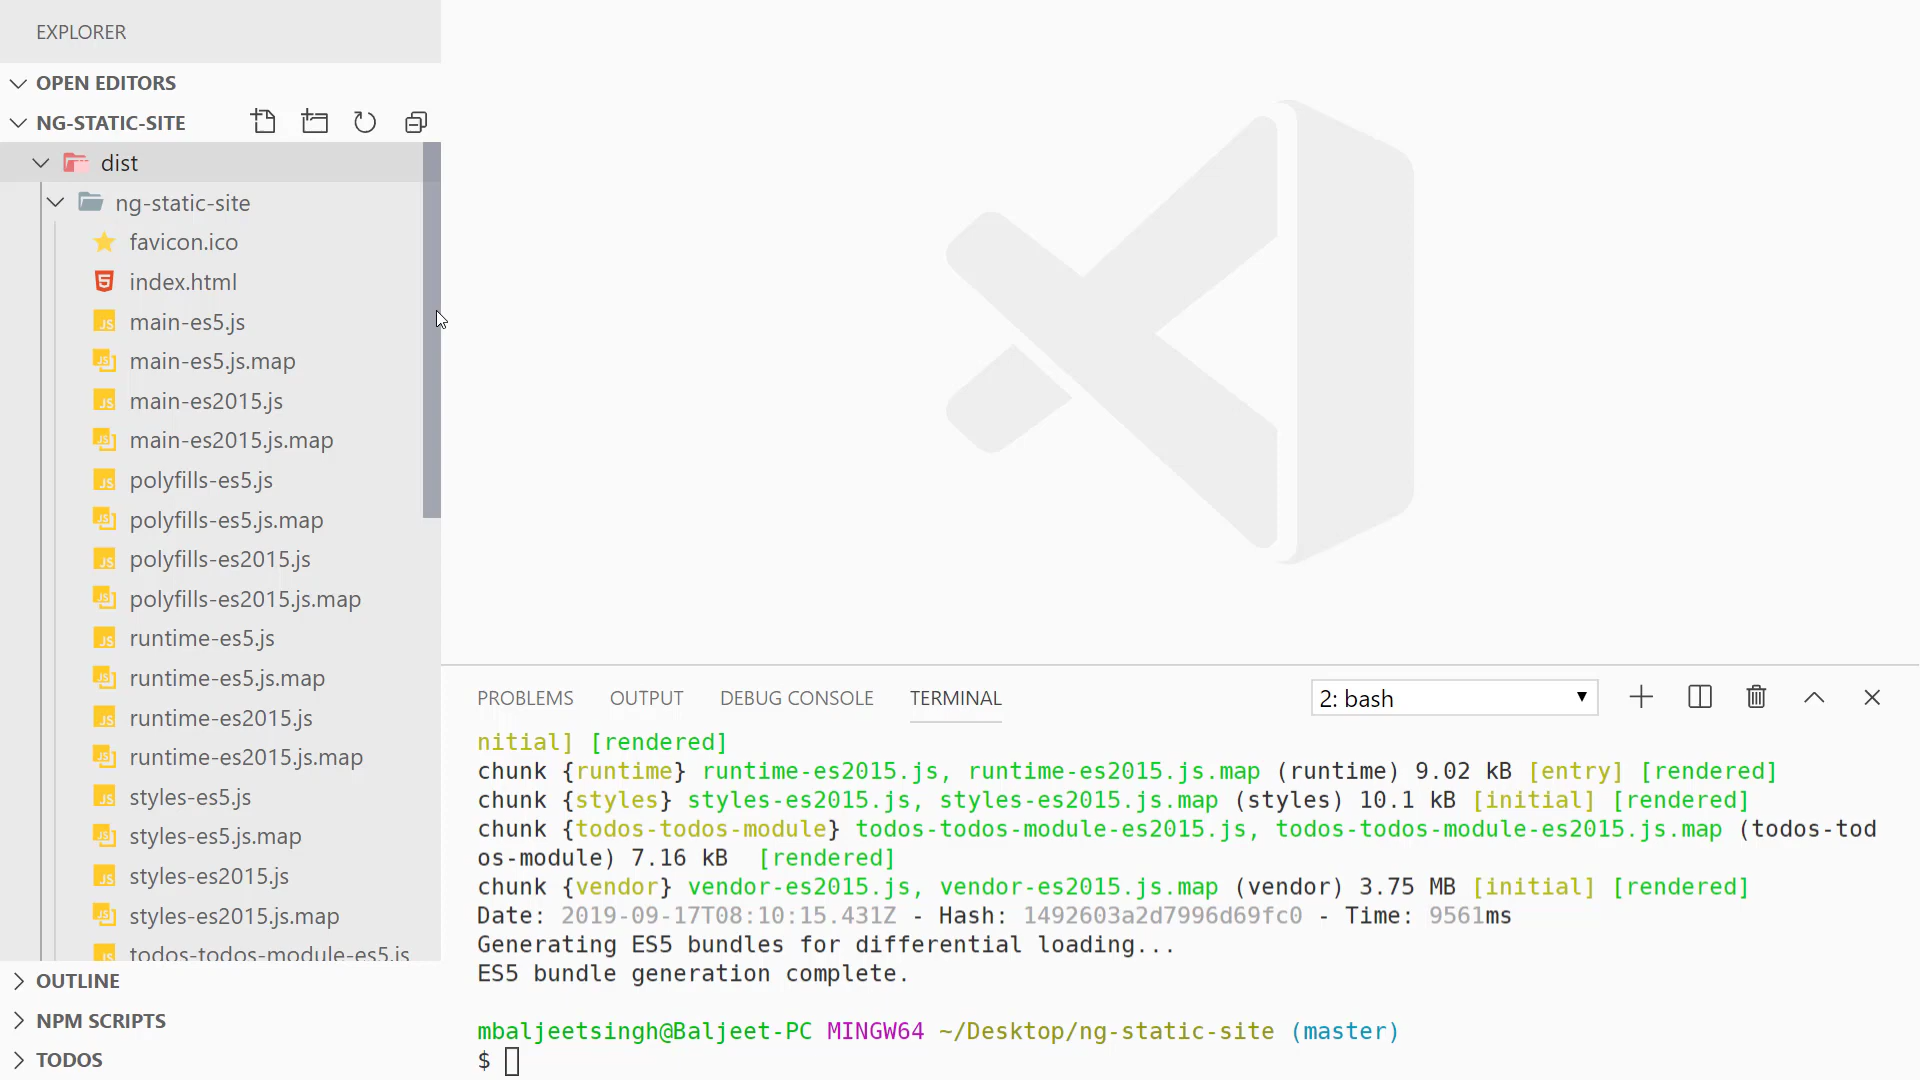 EXPLORER
OPEN EDITORS
NG-STATIC-SITE
dist
ng-static-site
favicon.ico
index.html
main-es5.js
main-es5.js.map
main-es2015.js
main-es2015.js.map
polyfills-es5.js
polyfills-es5.js.map
polyfills-es2015.js
polyfills-es2015.js.map
runtime-es5.js
runtime-es5.js.map
runtime-es2015.js
runtime-es2015.js.map
styles-es5.js
styles-es5.js.map
styles-es2015.js
styles-es2015.js.map
todos-todos-module-es5.js
OUTLINE
NPM SCRIPTS
TODOS
PROBLEMS OUTPUT DEBUG CONSOLE TERMINAL 2: bash
nitial] [rendered]
chunk {runtime} runtime-es2015.js, runtime-es2015.js.map (runtime) 9.02 kB [entry] [rendered]
chunk {styles} styles-es2015.js, styles-es2015.js.map (styles) 10.1 kB [initial] [rendered]
chunk {todos-todos-module} todos-todos-module-es2015.js, todos-todos-module-es2015.js.map (todos-tod
os-module) 7.16 kB  [rendered]
chunk {vendor} vendor-es2015.js, vendor-es2015.js.map (vendor) 3.75 MB [initial] [rendered]
Date: 2019-09-17T08:10:15.431Z - Hash: 1492603a2d7996d69fc0 - Time: 9561ms
Generating ES5 bundles for differential loading...
ES5 bundle generation complete.
mbaljeetsingh@Baljeet-PC MINGW64 ~/Desktop/ng-static-site (master)
$